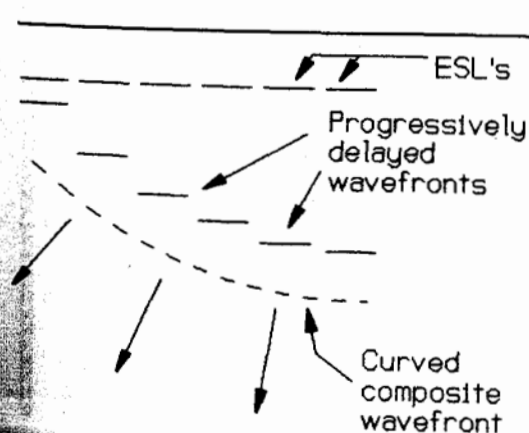 ESL's
Progressively
delayed
wavefronts
Curved
composite
wavefront